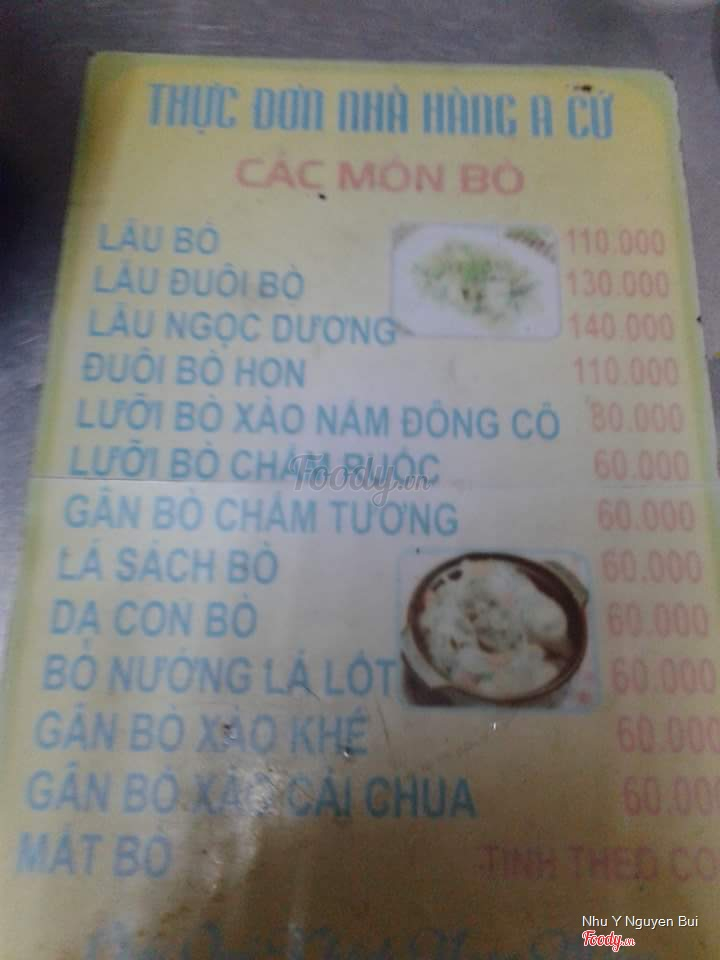 THỰC ĐƠN NHÀ HÀNG A CỨ
CÁC MÓN BÒ
LẨU BÒ 110.000
LẨU ĐUÔI BÒ 130.000
LẨU NGỌC DƯƠNG 140.000
ĐUÔI BÒ HON 110.000
LƯỠI BÒ XÀO NẤM ĐÔNG CÔ 80.000
LƯỠI BÒ CHẤM RUỐC 60.000
GÂN BÒ CHẤM TƯƠNG 60.000
LÁ SÁCH BÒ 60.000
DẠ CON BÒ 60.000
BÒ NƯỚNG LÁ LỐT 60.000
GÂN BÒ XÀO KHẾ 60.000
GÂN BÒ XÀO CẢI CHUA 60.000
MẮT BÒ TÍNH THEO CO
Foody.vn
Nhu Y Nguyen Bui
Foody.vn